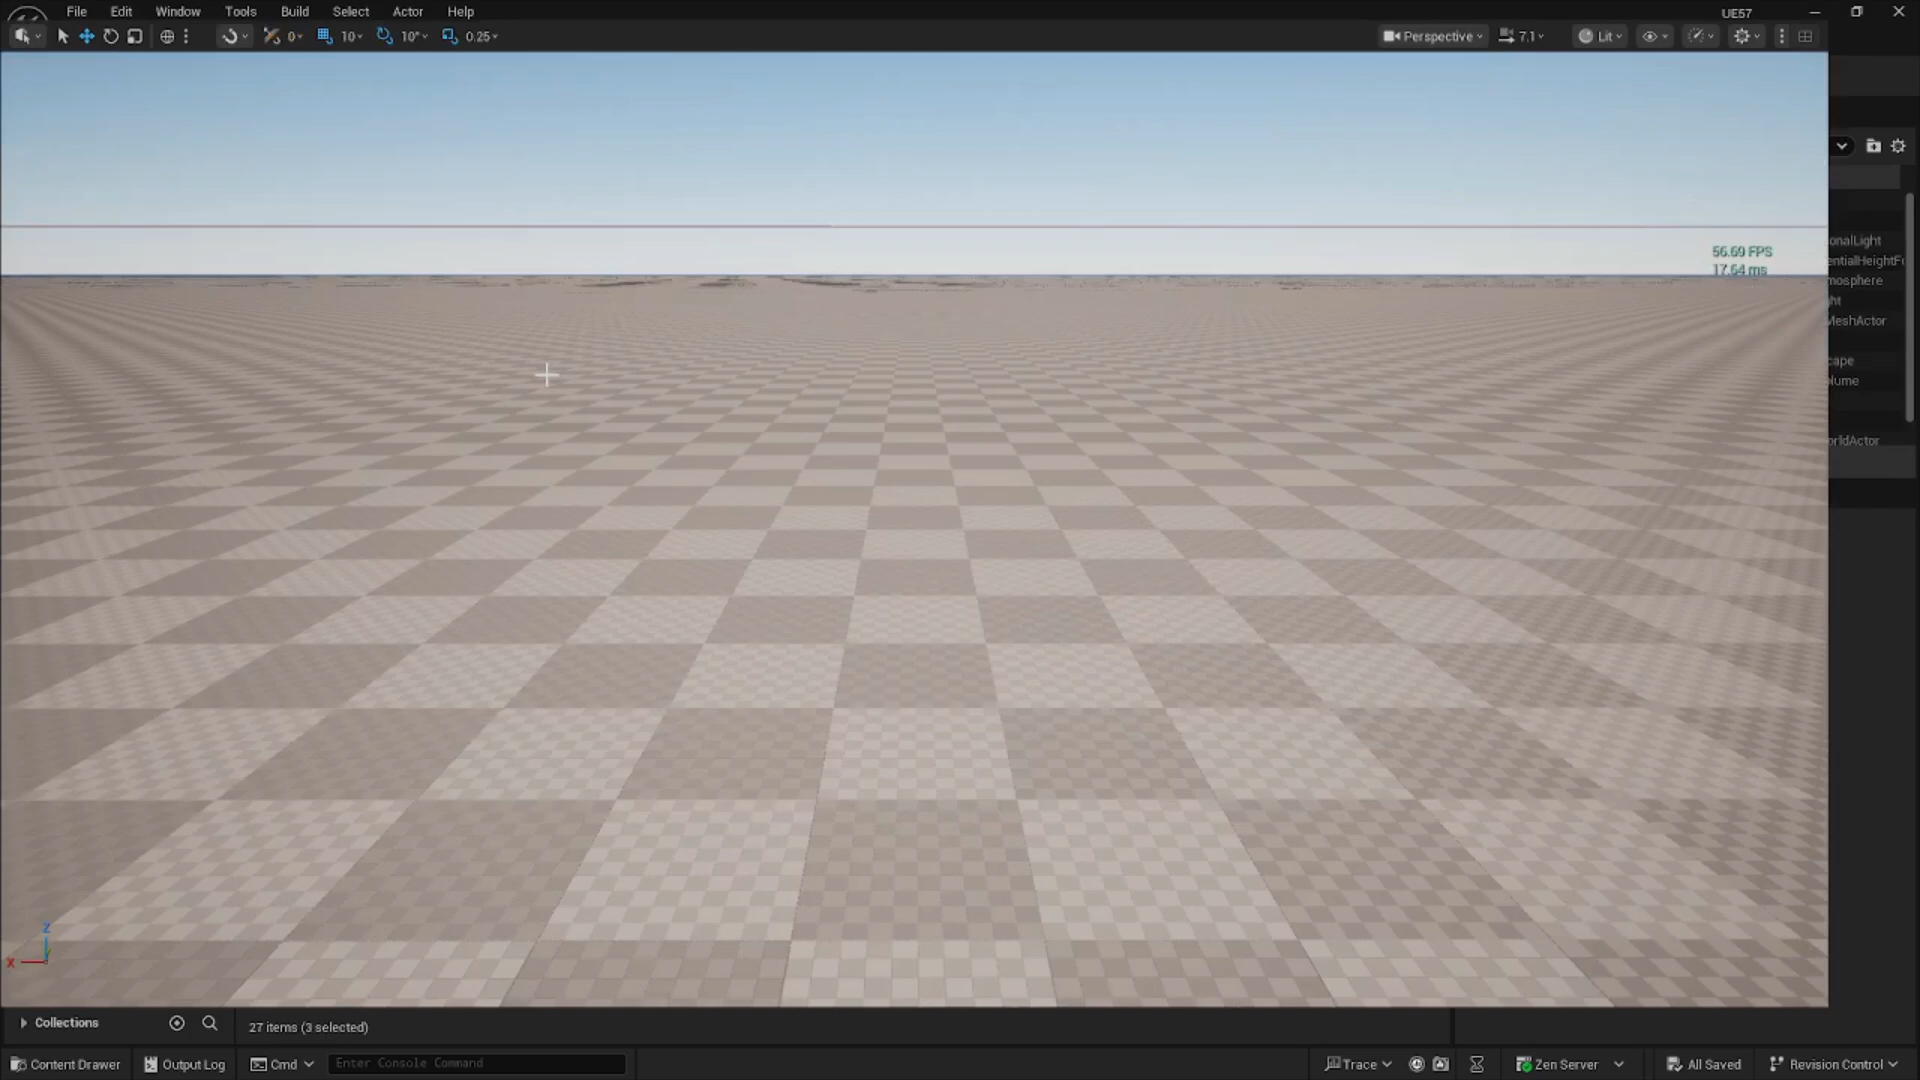 File Edit Window Tools Build Select Actor Help
UE57
0 10 10° 0.25
Perspective 7.1 Lit
56.69 FPS
17.64 ms
onalLight
entialHeightF
mosphere
ht
MeshActor
cape
lume
orldActor
Z
X
Collections
27 items (3 selected)
Content Drawer Output Log Cmd Enter Console Command
Trace Zen Server All Saved Revision Control